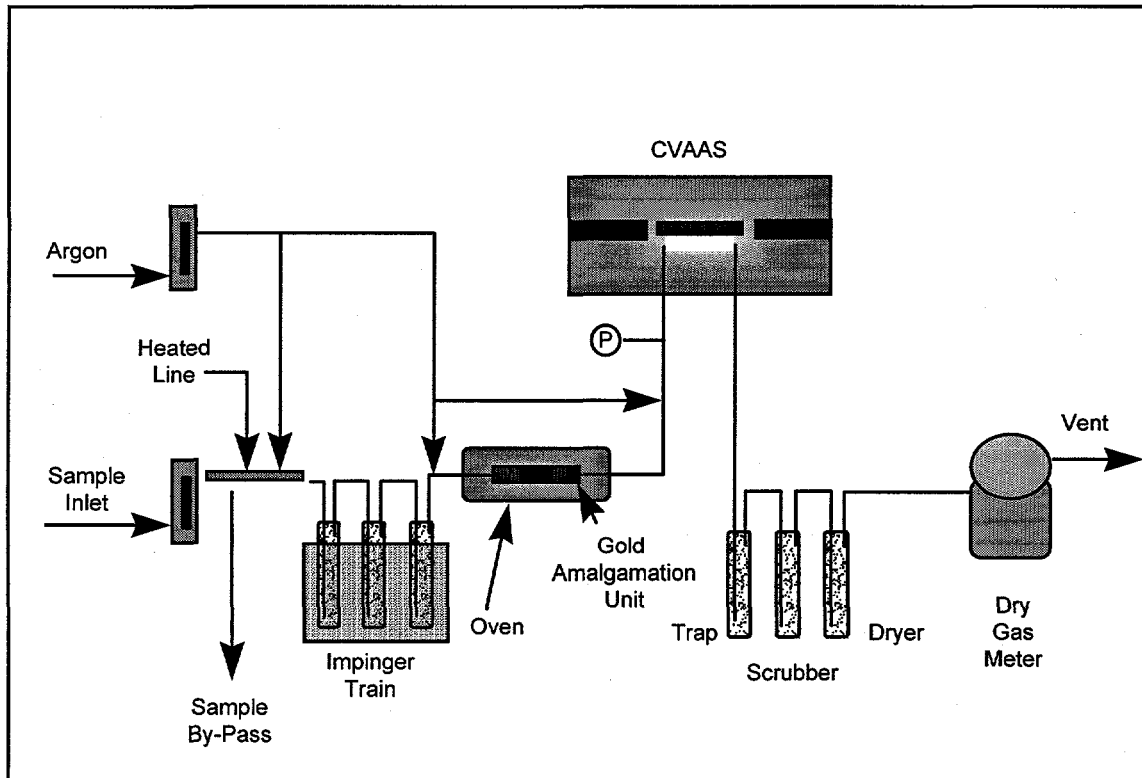 CVAAS
Argon
P
Heated
Line
Vent
Sample
Inlet
Gold
Amalgamation
Unit
Oven
Trap
Dryer
Dry
Gas
Meter
Impinger
Train
Scrubber
Sample
By-Pass